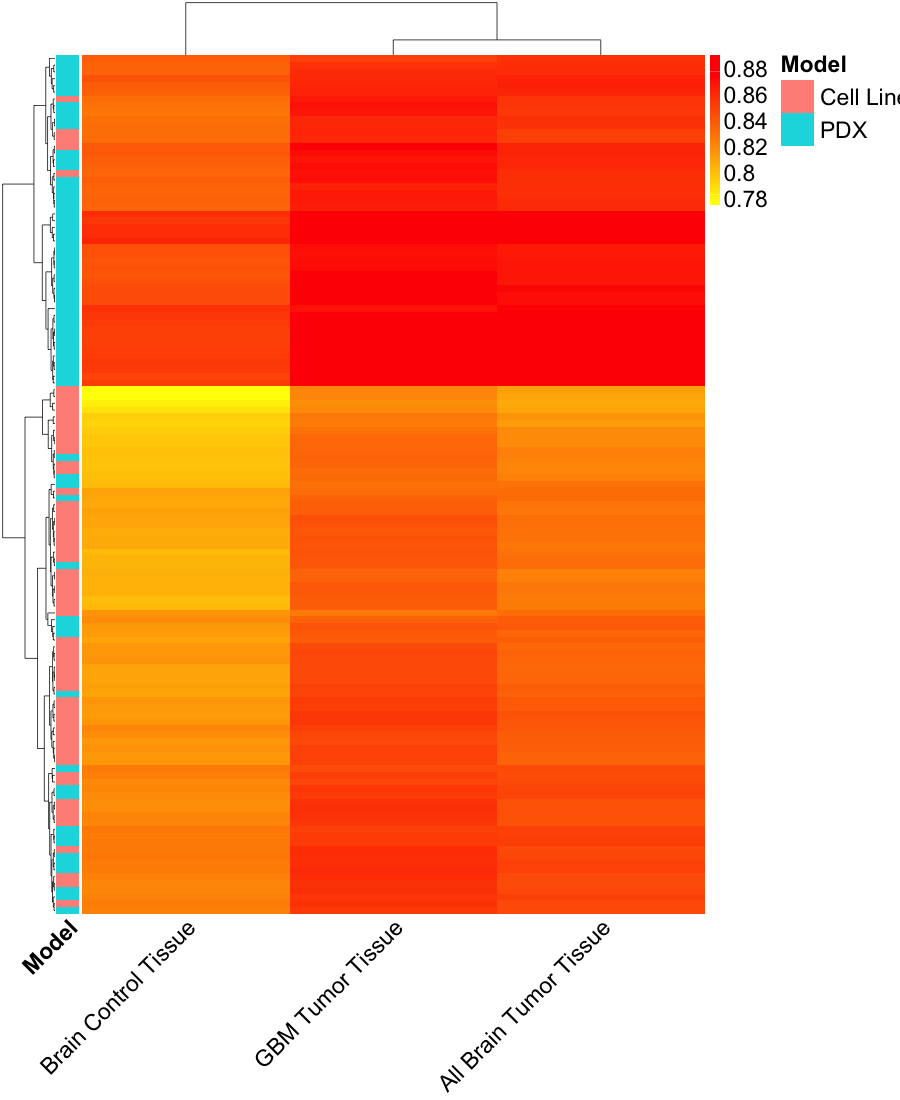 0.88
0.86
0.84
0.82
0.8
0.78
Model
Cell Line
PDX
Model
Brain Control Tissue
GBM Tumor Tissue
All Brain Tumor Tissue